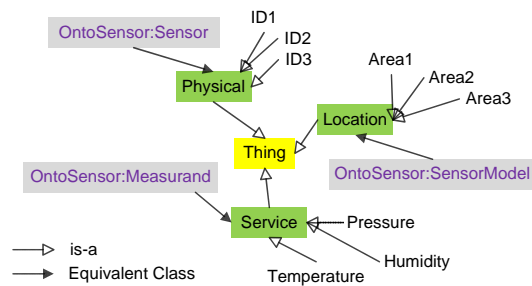 ID1
OntoSensor:Sensor
ID2
ID3
Area1
Physical
Area2
Area3
Location
Thing
OntoSensor:Measurand
OntoSensor:SensorModel
Service
Pressure
is-a
Humidity
Equivalent Class
Temperature